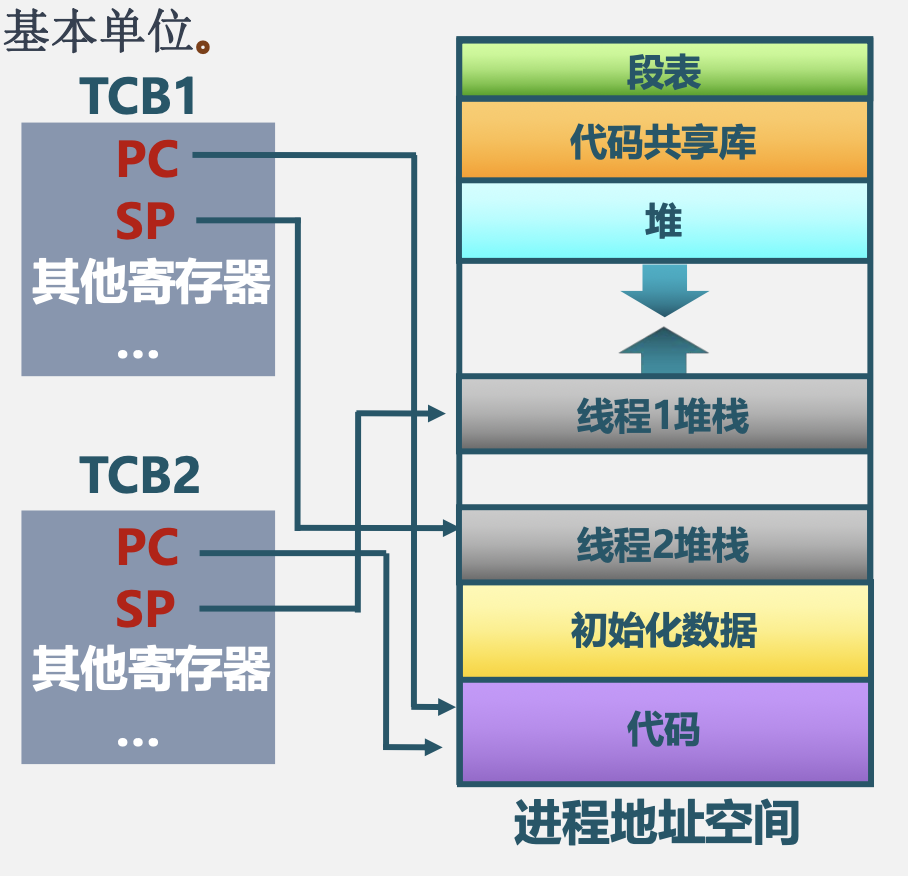 基本单位。
TCB1
PC
SP
其他寄存器
...
TCB2
PC
SP
其他寄存器
...
段表
代码共享库
堆
线程1堆栈
线程2堆栈
初始化数据
代码
进程地址空间